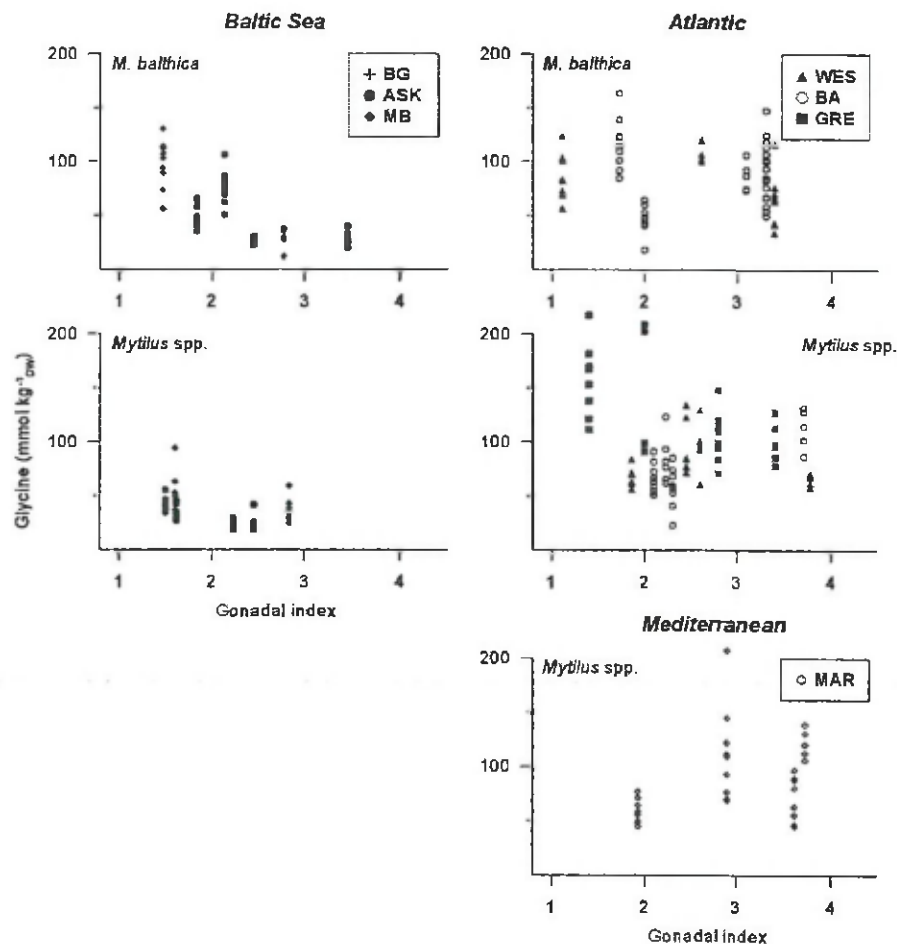 Baltic Sea
Atlantic
200
M. balthica
+ BG
ASK
MB
100
1 2 3 4
200
M. balthica
WES
BA
GRE
100
1 2 3 4
Glycine (mmol kg⁻¹DW)
200
Mytilus spp.
100
1 2 3 4
Gonadal index
200
Mytilus spp.
100
1 2 3 4
Mediterranean
200
Mytilus spp.
MAR
100
1 2 3 4
Gonadal index